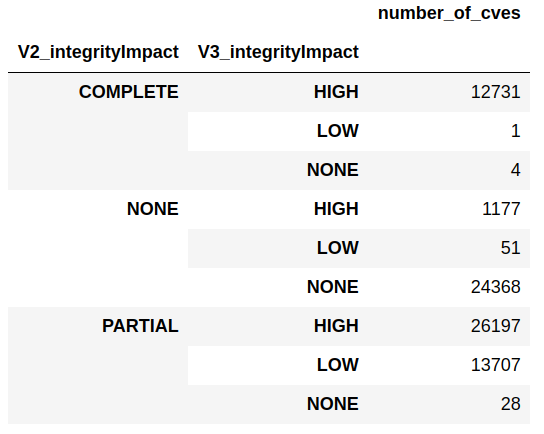 number_of_cves
V2_integrityImpact V3_integrityImpact
COMPLETE HIGH 12731
LOW 1
NONE 4
NONE HIGH 1177
LOW 51
NONE 24368
PARTIAL HIGH 26197
LOW 13707
NONE 28